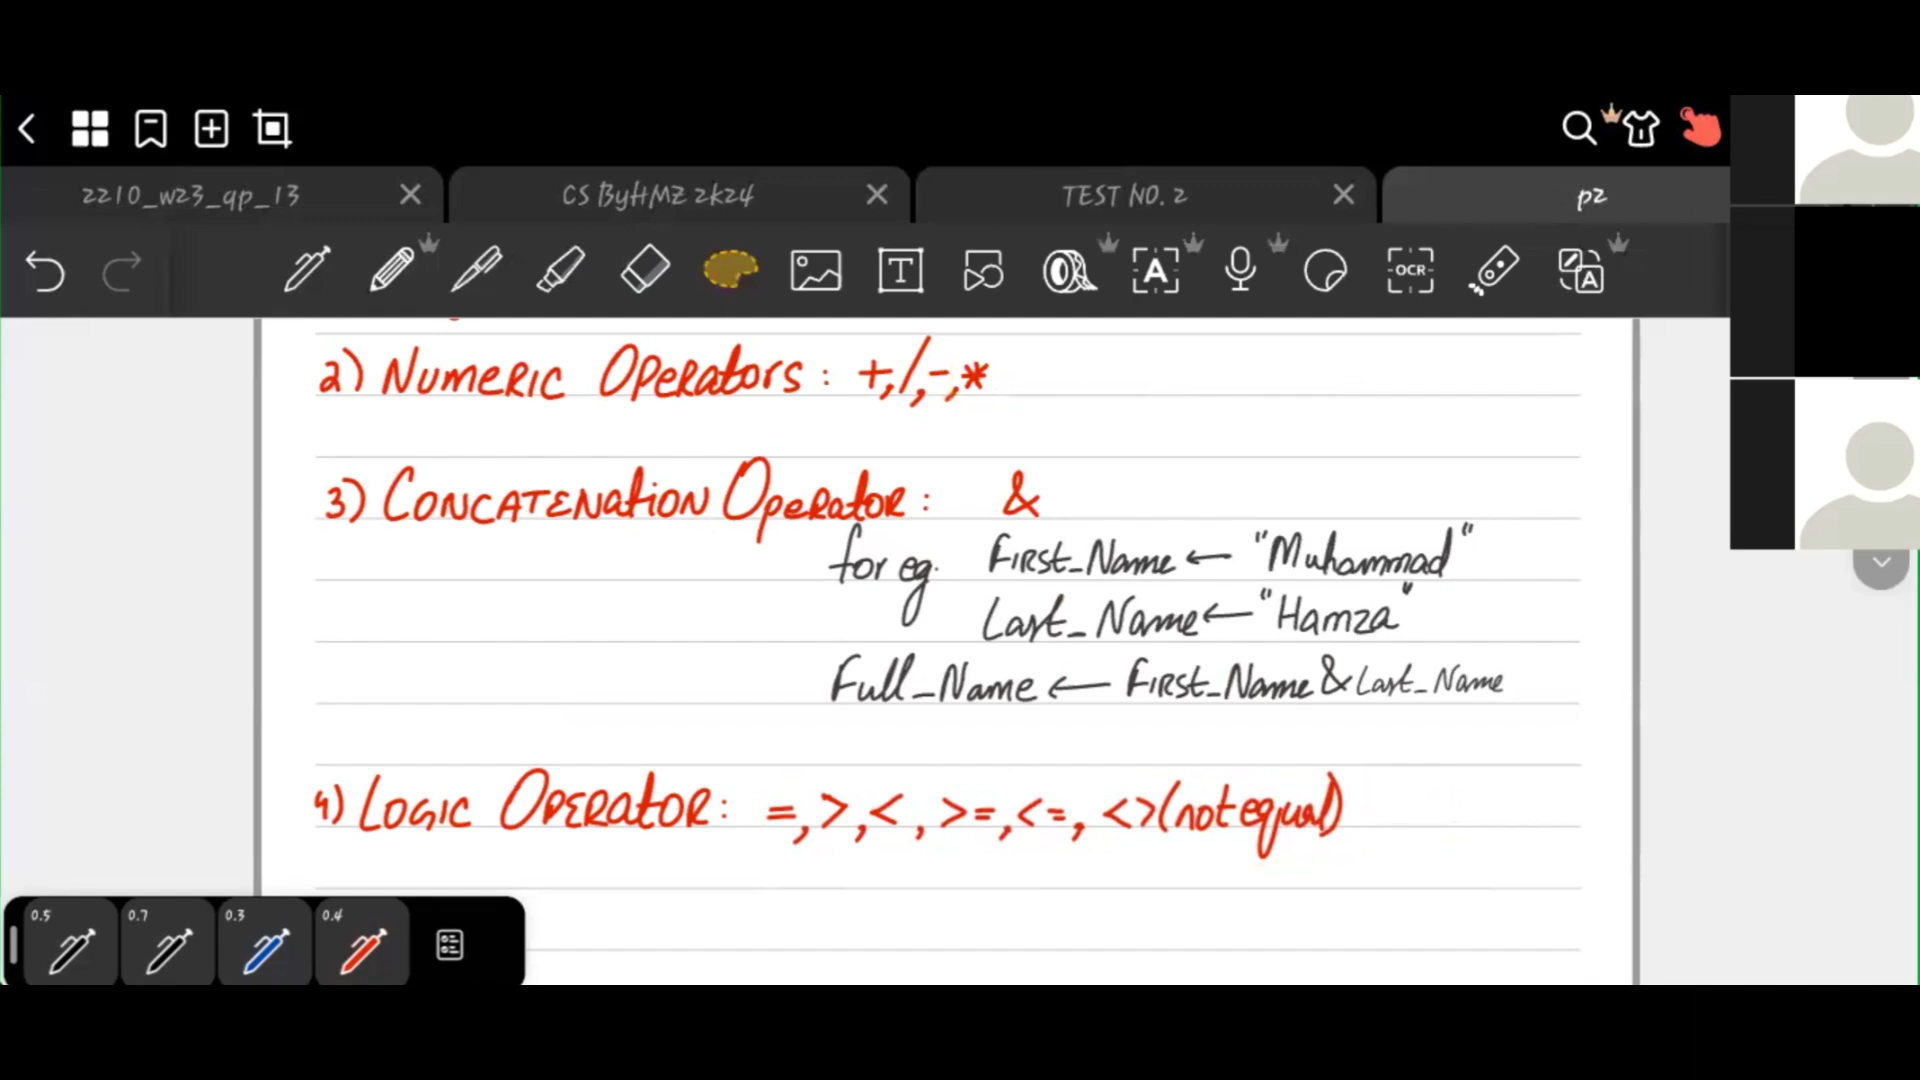 2210_w23_qp_13
CS ByHMZ 2k24
TEST NO. 2
p2
T
A
OCR
A
2) NUMERIC OPERATORS : +,/,-,*
3) CONCATENATION OPERATOR : &
for eg. FIRST_Name ← "Muhammad"
Last_Name ← "Hamza"
Full_Name ← FIRST_Name & Last_Name
4) LOGIC OPERATOR : =, >, <, >=, <=, <> (not equal)
0.5
0.7
0.3
0.4